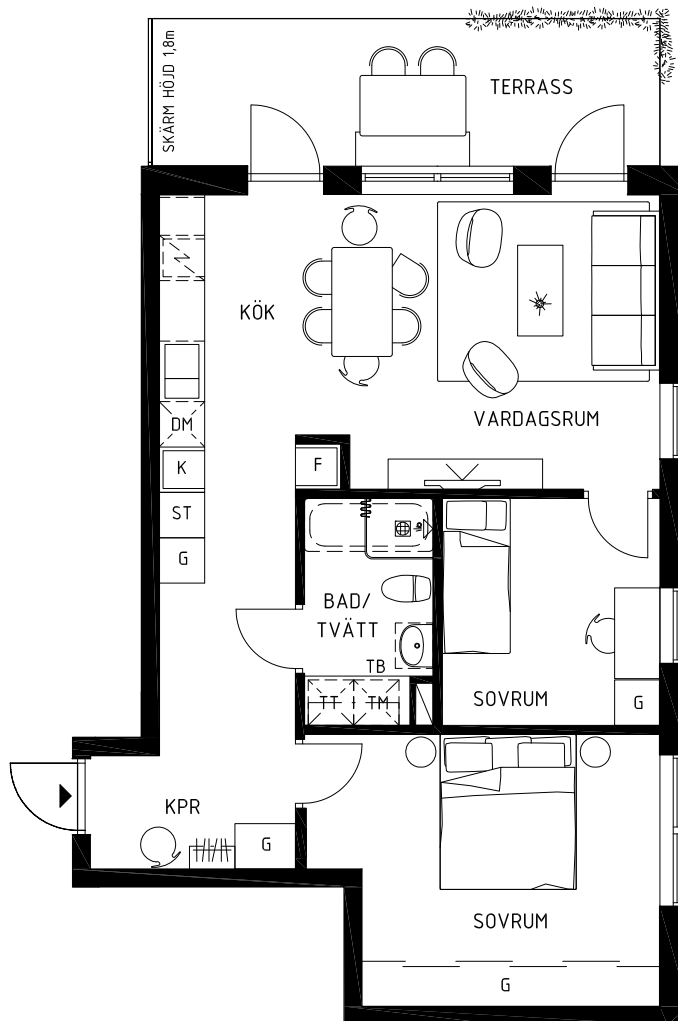 SKÄRM HÖJD 1,8m
TERRASS
KÖK
VARDAGSRUM
DM
K
F
ST
G
BAD/
TVÄTT
TB
TT
TM
SOVRUM
G
KPR
G
SOVRUM
G